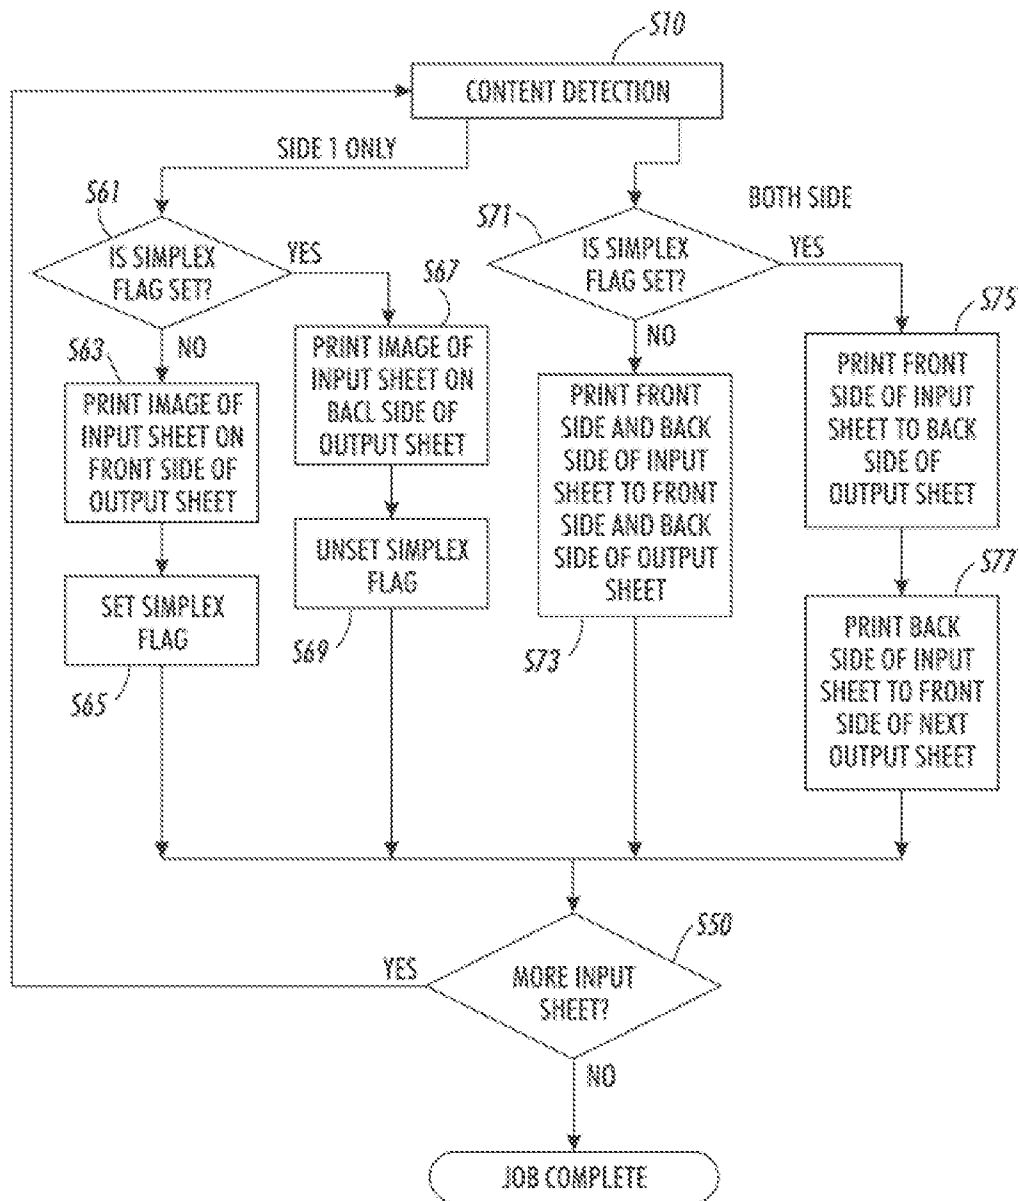 S10
CONTENT DETECTION
SIDE 1 ONLY
S61
IS SIMPLEX
FLAG SET?
YES
NO
S63
PRINT IMAGE OF
INPUT SHEET ON
FRONT SIDE OF
OUTPUT SHEET
SET SIMPLEX
FLAG
S65
S67
PRINT IMAGE OF
INPUT SHEET ON
BACL SIDE OF
OUTPUT SHEET
UNSET SIMPLEX
FLAG
S69
BOTH SIDE
S71
IS SIMPLEX
FLAG SET?
YES
NO
PRINT FRONT
SIDE AND BACK
SIDE OF INPUT
SHEET TO FRONT
SIDE AND BACK
SIDE OF OUTPUT
SHEET
S73
S75
PRINT FRONT
SIDE OF INPUT
SHEET TO BACK
SIDE OF
OUTPUT SHEET
S77
PRINT BACK
SIDE OF INPUT
SHEET TO FRONT
SIDE OF NEXT
OUTPUT SHEET
S50
MORE INPUT
SHEET?
YES
NO
JOB COMPLETE